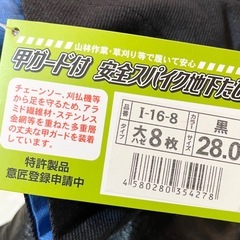 山林作業・草刈り等で履いて安心
甲ガード付 安全スパイク地下た
チェーンソー、刈払機等
から足を守るため、アラ
ミド繊維材・ステンレス
金網等を重ねた多重層
の丈夫な甲ガードを装着
しています。
特許製品
意匠登録申請中
タイプ
I-16-8
大ハゼ8枚
カラー
黒
サイズ
28.0
4580280354278